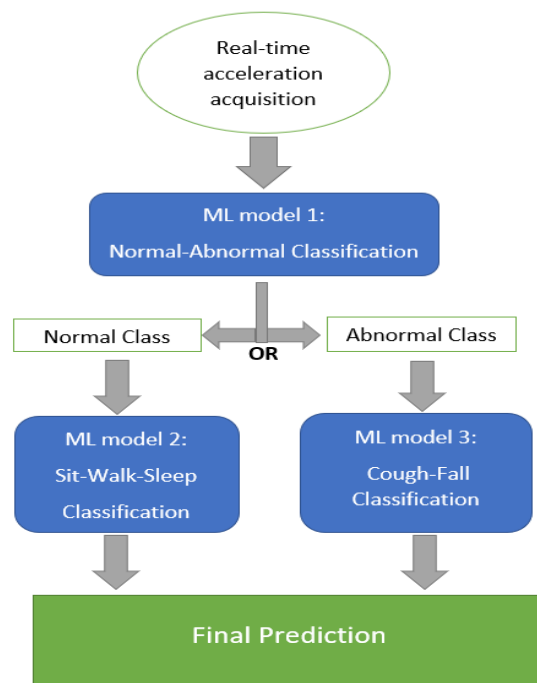 Real-time
acceleration
acquisition
ML model 1:
Normal-Abnormal Classification
Normal Class
OR
Abnormal Class
ML model 2:
Sit-Walk-Sleep
Classification
ML model 3:
Cough-Fall
Classification
Final Prediction